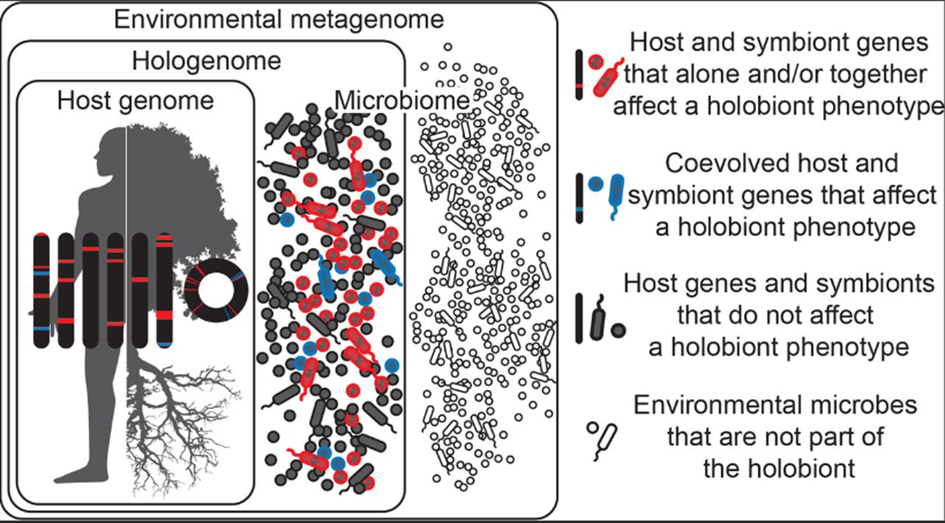 Environmental metagenome
Hologenome
Host genome
Microbiome
Host and symbiont genes
that alone and/or together
affect a holobiont phenotype
Coevolved host and
symbiont genes that affect
a holobiont phenotype
Host genes and symbionts
that do not affect
a holobiont phenotype
Environmental microbes
that are not part of
the holobiont